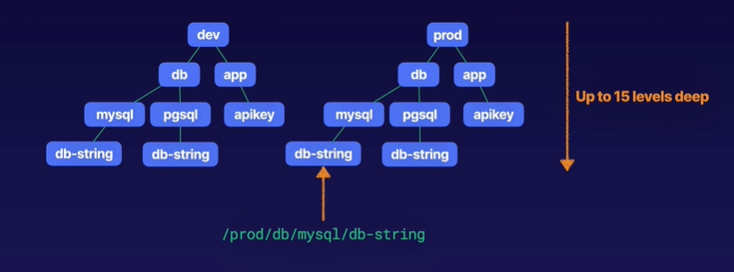 dev
prod
db
app
db
app
Up to 15 levels deep
mysql
pgsql
apikey
mysql
pgsql
apikey
db-string
db-string
db-string
db-string
/prod/db/mysql/db-string